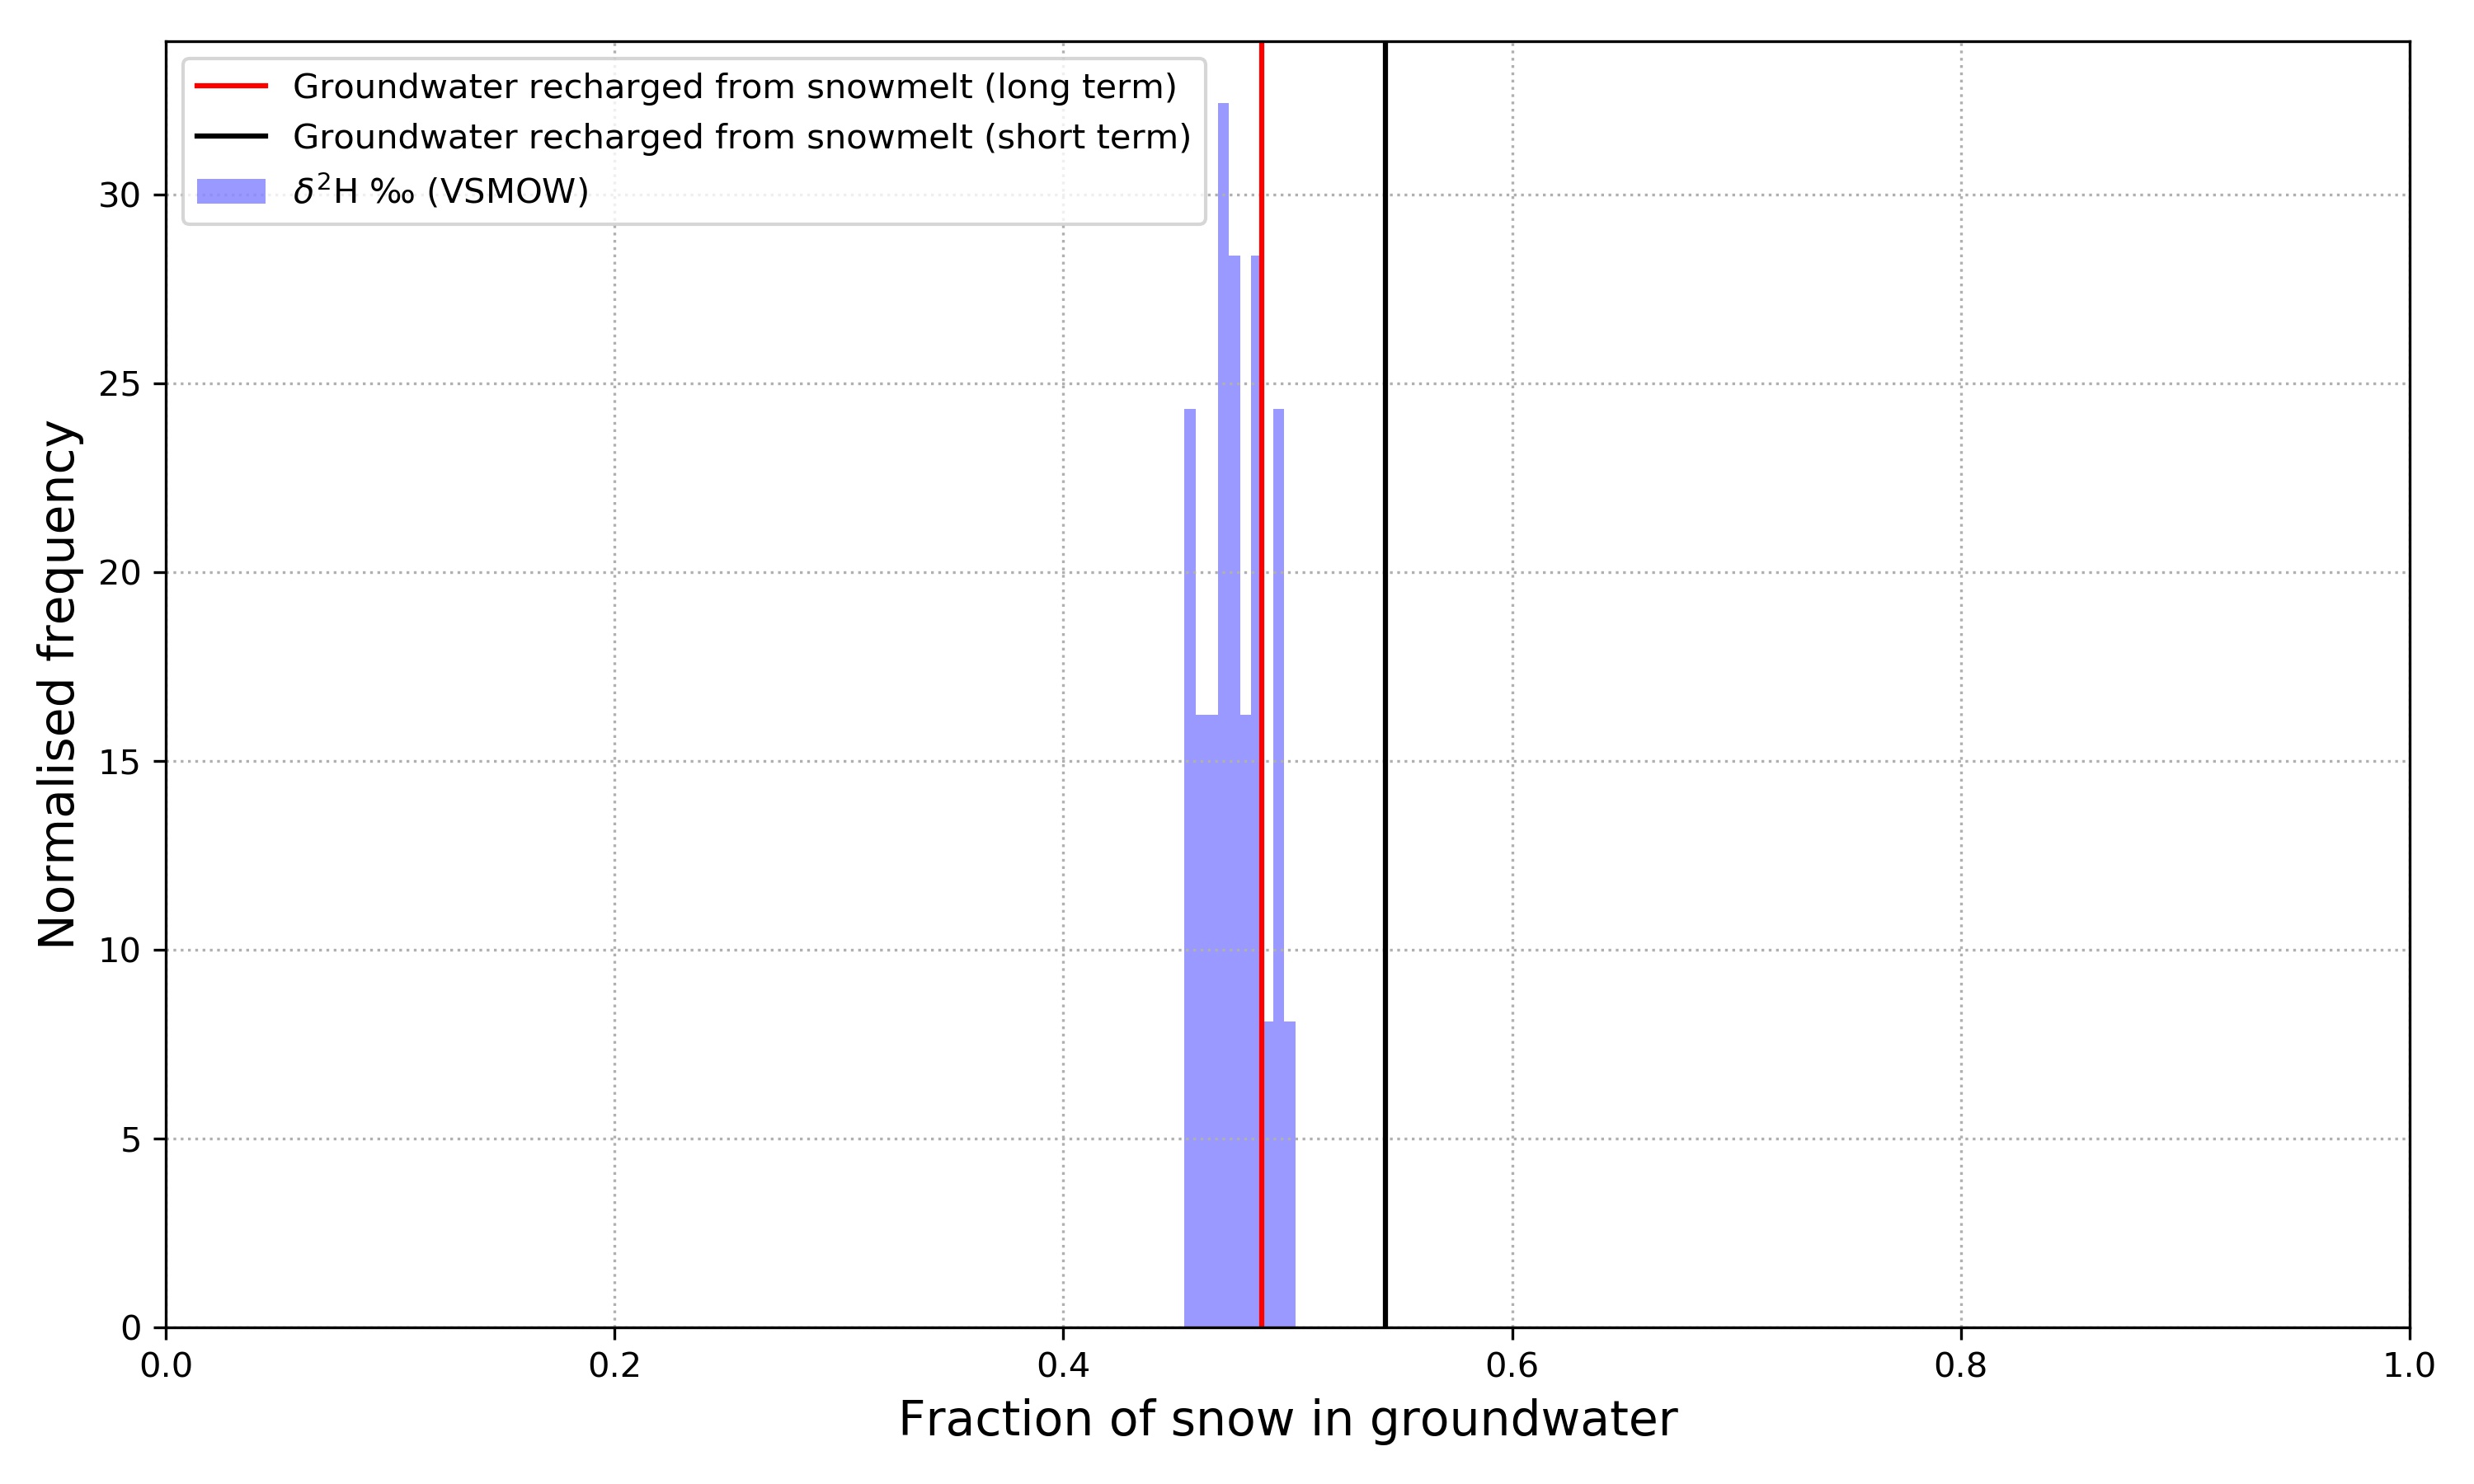 Groundwater recharged from snowmelt (long term)
Groundwater recharged from snowmelt (short term)
δ²H ‰ (VSMOW)
30
25
20
15
10
5
0
Normalised frequency
0.0 0.2 0.4 0.6 0.8 1.0
Fraction of snow in groundwater